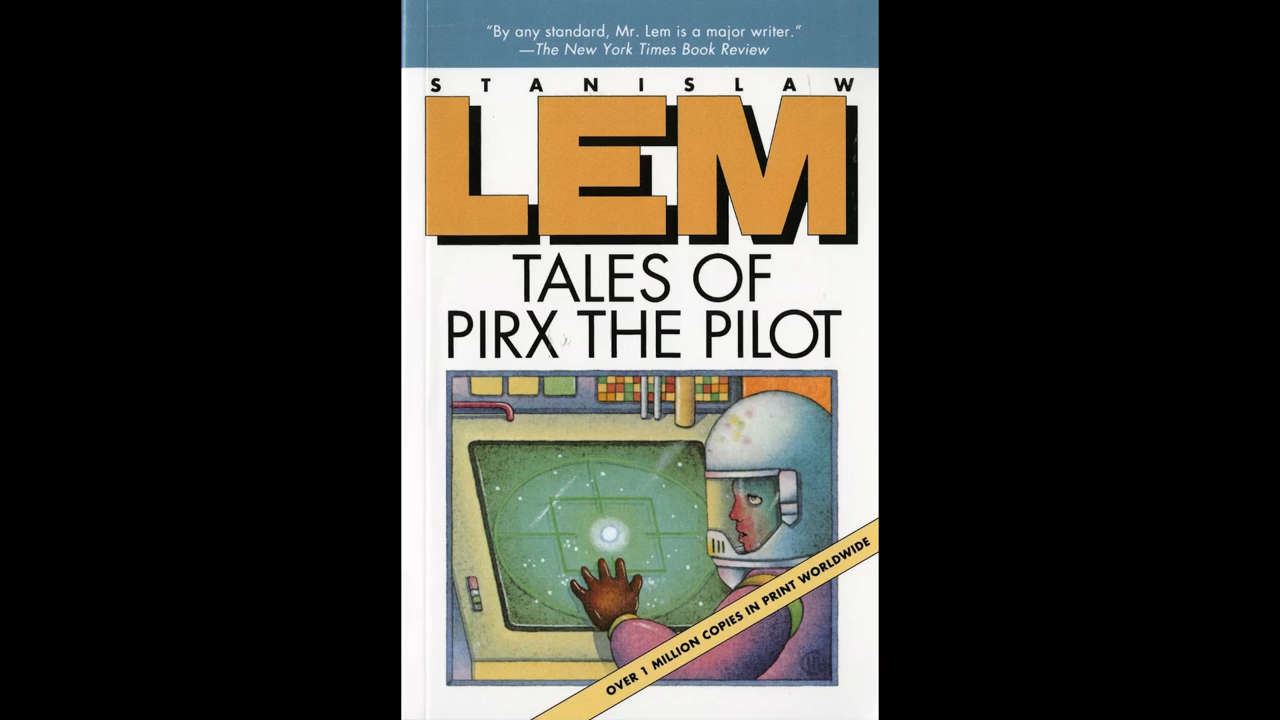 "By any standard, Mr. Lem is a major writer."
—The New York Times Book Review
STANISLAW
LEM
TALES OF
PIRX THE PILOT
OVER 1 MILLION COPIES IN PRINT WORLDWIDE